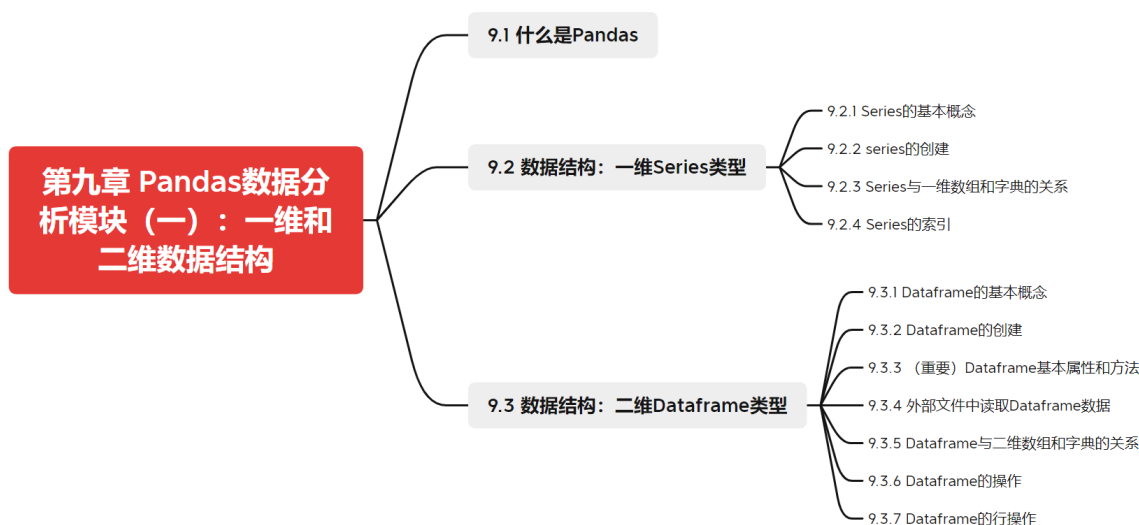 第九章 Pandas数据分
析模块（一）：一维和
二维数据结构
9.1 什么是Pandas
9.2 数据结构：一维Series类型
9.2.1 Series的基本概念
9.2.2 series的创建
9.2.3 Series与一维数组和字典的关系
9.2.4 Series的索引
9.3 数据结构：二维Dataframe类型
9.3.1 Dataframe的基本概念
9.3.2 Dataframe的创建
9.3.3 （重要）Dataframe基本属性和方法
9.3.4 外部文件中读取Dataframe数据
9.3.5 Dataframe与二维数组和字典的关系
9.3.6 Dataframe的操作
9.3.7 Dataframe的行操作